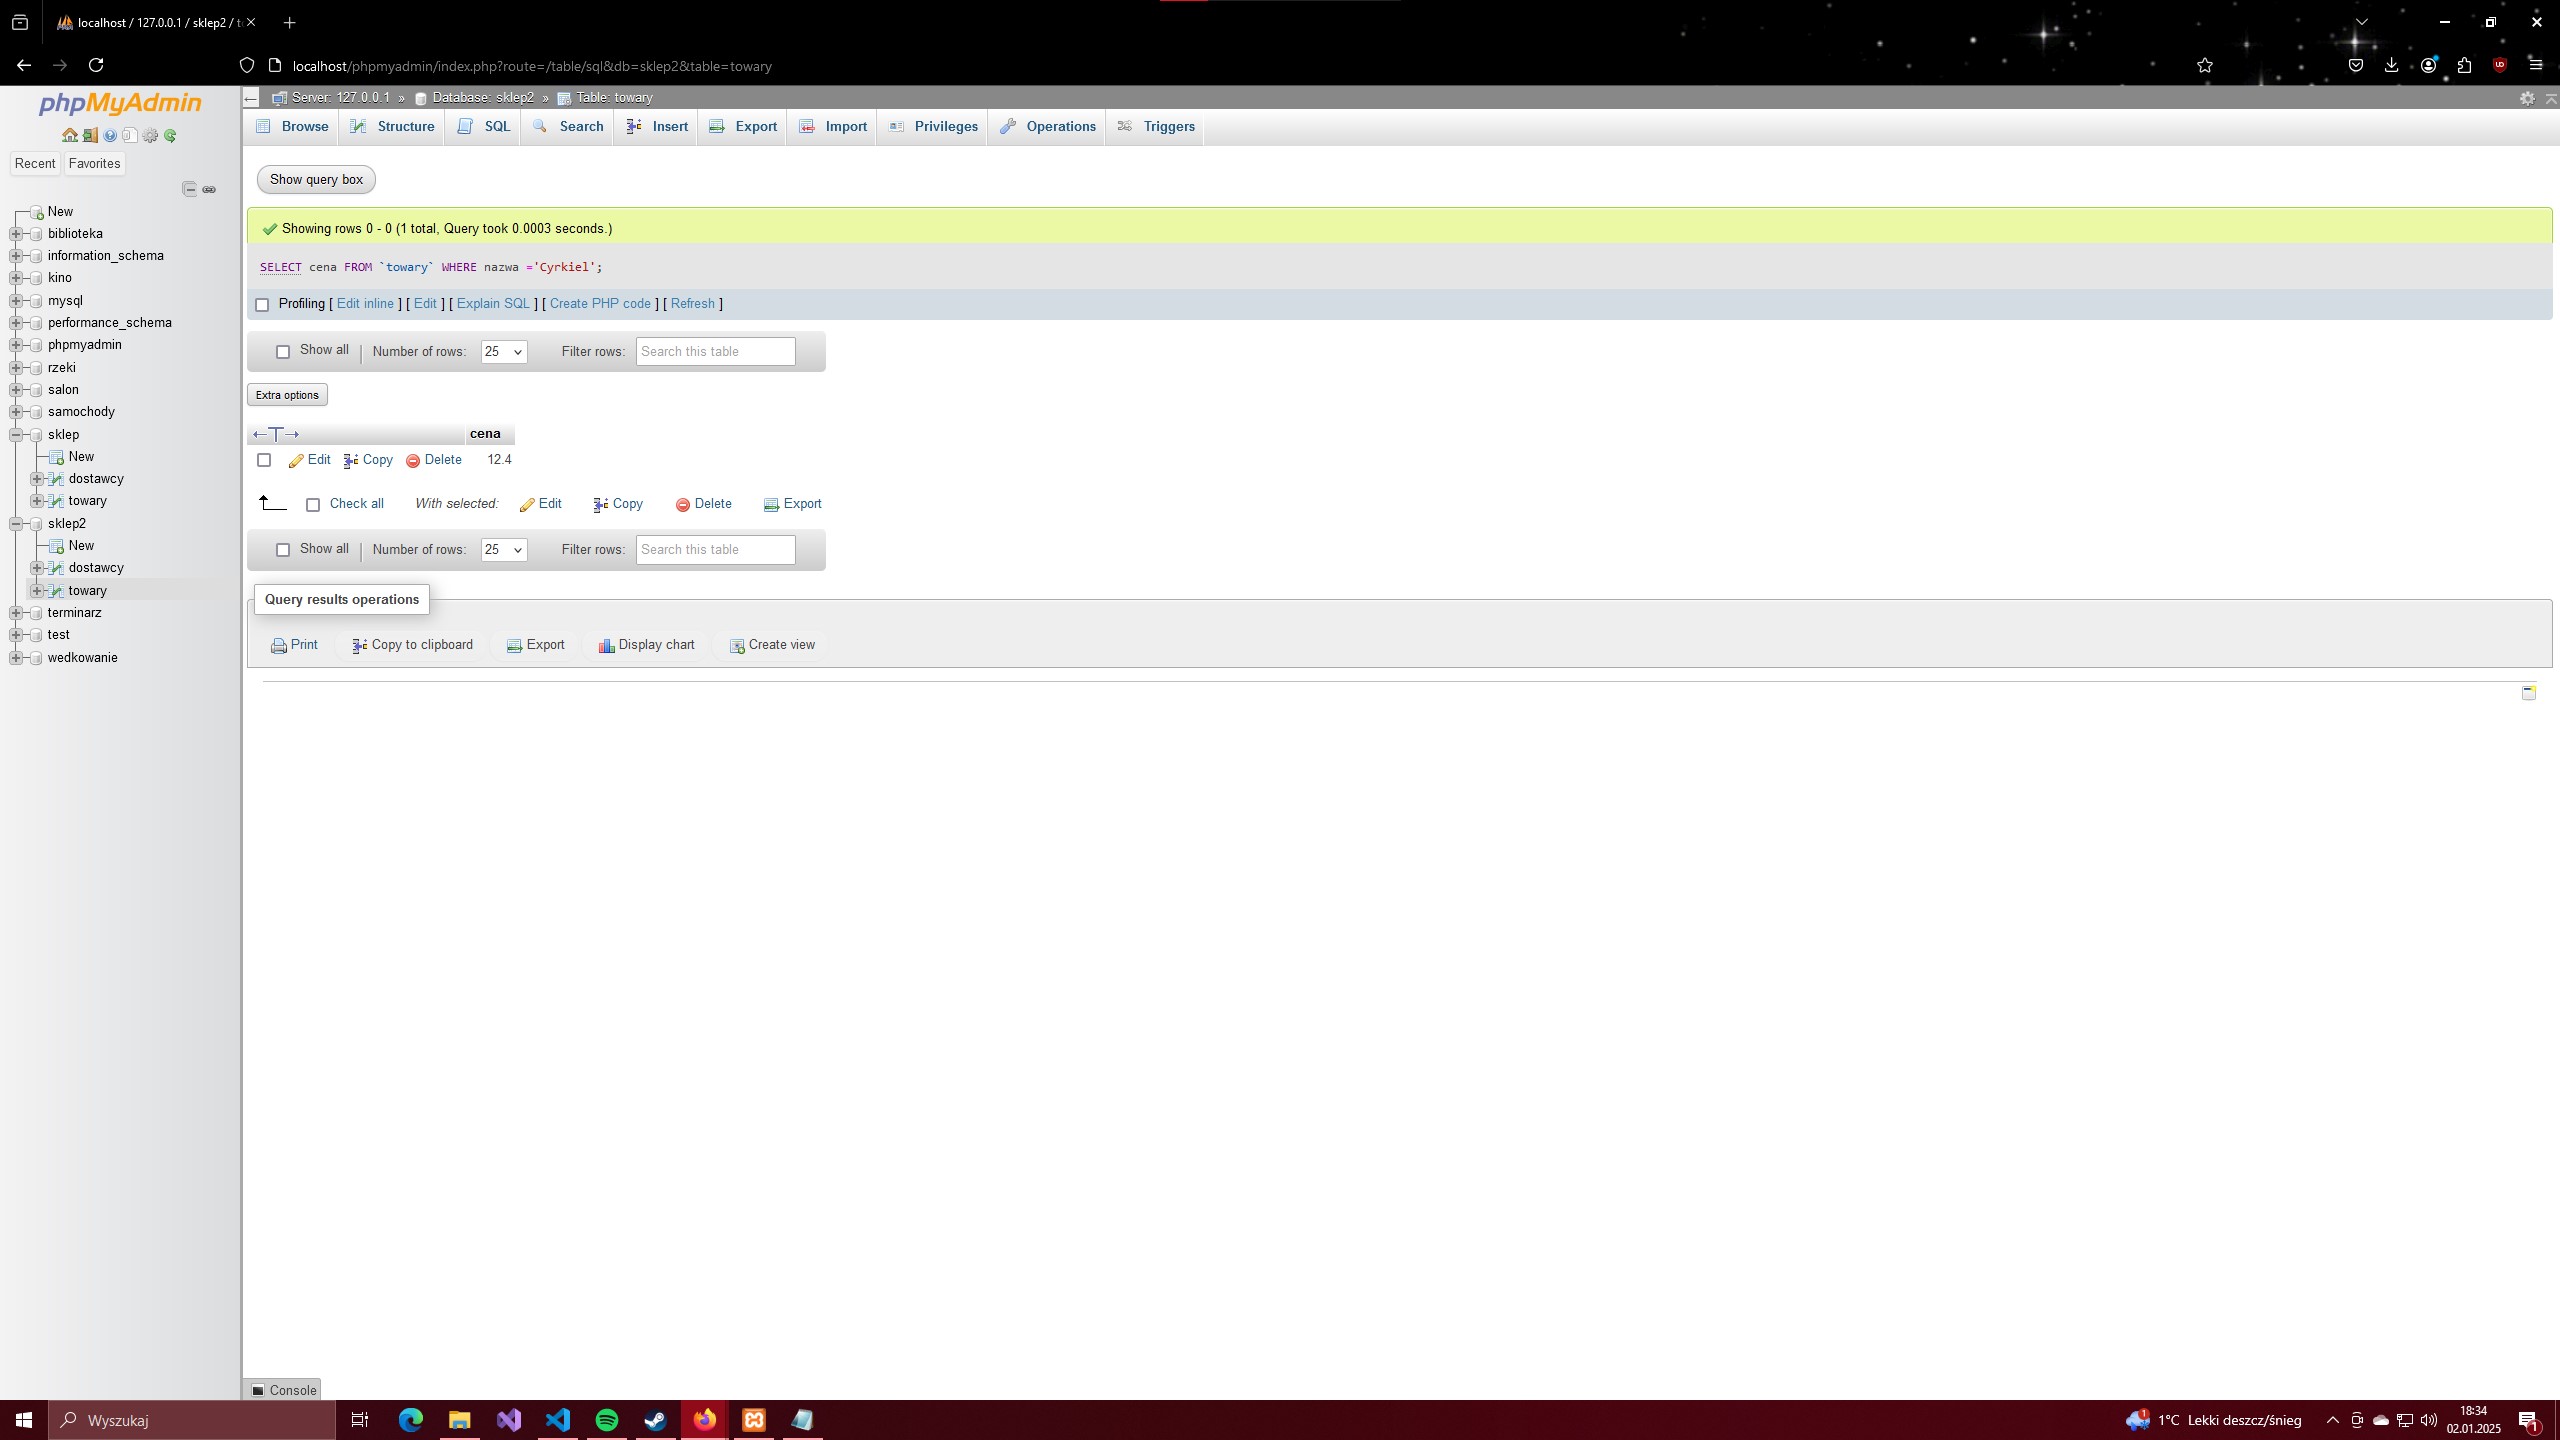 localhost / 127.0.0.1 / sklep2 / t
localhost/phpmyadmin/index.php?route=/table/sql&db=sklep2&table=towary
phpMyAdmin
Recent Favorites
New
biblioteka
information_schema
kino
mysql
performance_schema
phpmyadmin
rzeki
salon
samochody
sklep
New
dostawcy
towary
sklep2
New
dostawcy
towary
terminarz
test
wedkowanie
Server: 127.0.0.1 » Database: sklep2 » Table: towary
Browse Structure SQL Search Insert Export Import Privileges Operations Triggers
Show query box
Showing rows 0 - 0 (1 total, Query took 0.0003 seconds.)
SELECT cena FROM `towary` WHERE nazwa ='Cyrkiel';
Profiling [ Edit inline ] [ Edit ] [ Explain SQL ] [ Create PHP code ] [ Refresh ]
Show all | Number of rows: 25 Filter rows: Search this table
Extra options
←T→ cena
Edit Copy Delete 12.4
Check all With selected: Edit Copy Delete Export
Show all | Number of rows: 25 Filter rows: Search this table
Query results operations
Print Copy to clipboard Export Display chart Create view
Console
Wyszukaj
1°C Lekki deszcz/śnieg
18:34
02.01.2025
1